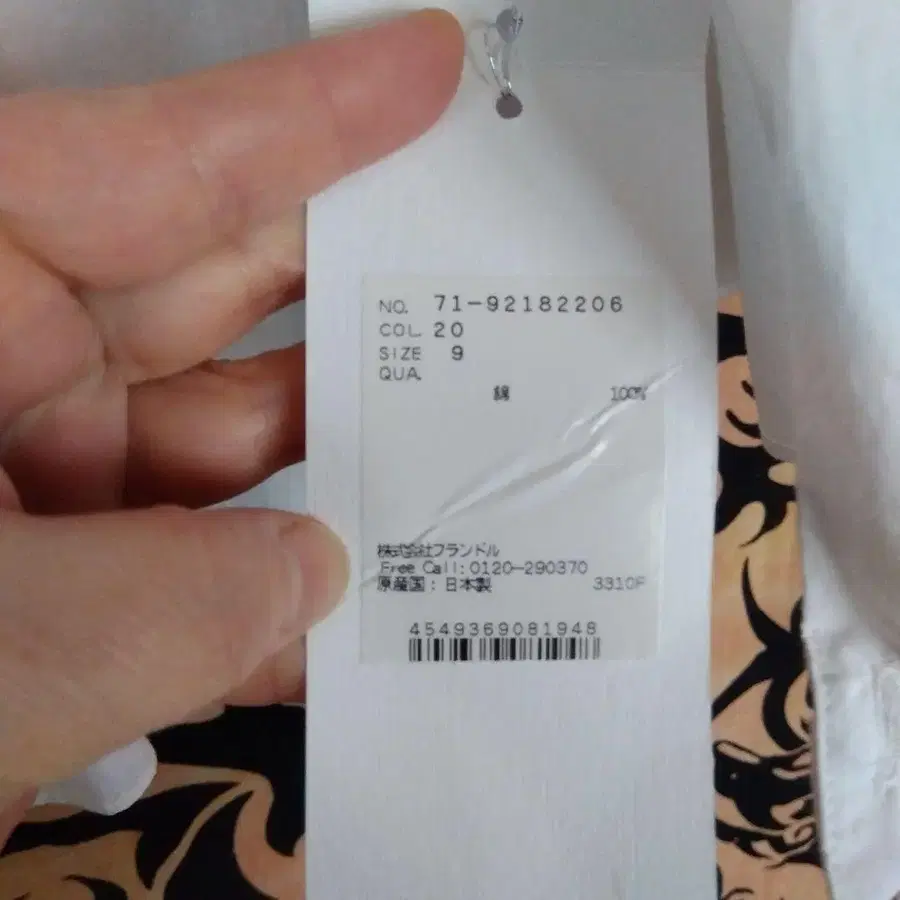 NO. 71-92182206
COL 20
SIZE 9
QUA.
綿 100%
株式会社フランドル
Free Call:0120-290370
原産国：日本製 3310F
4549369081948